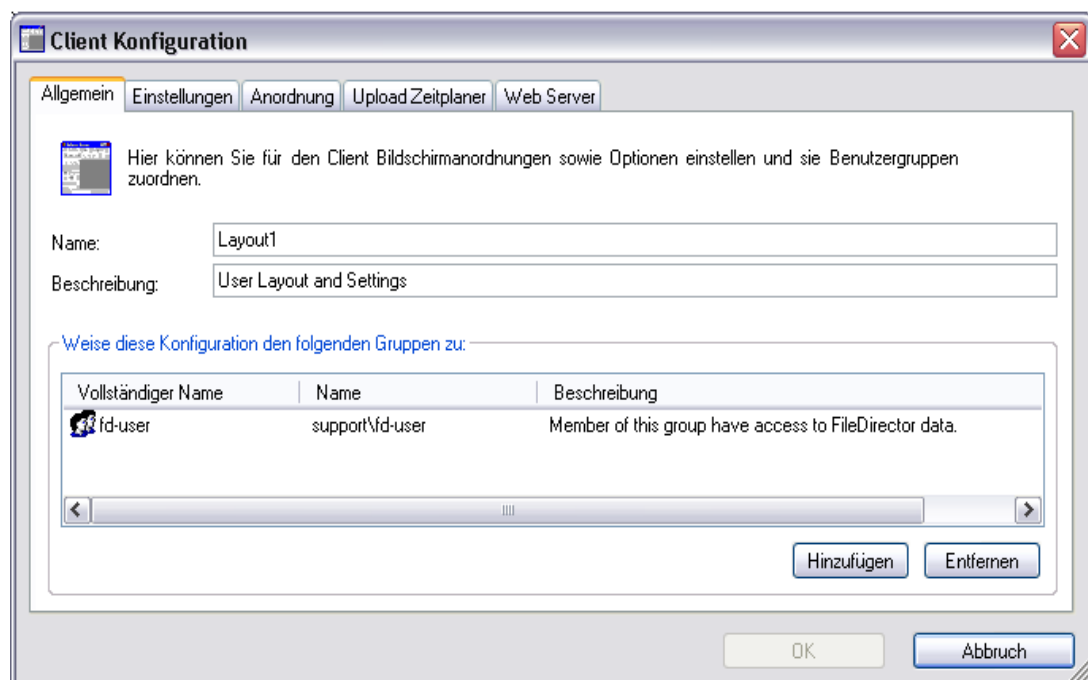 Client Konfiguration
Allgemein Einstellungen Anordnung Upload Zeitplaner Web Server
Hier können Sie für den Client Bildschirmanordnungen sowie Optionen einstellen und sie Benutzergruppen
zuordnen.
Name: Layout1
Beschreibung: User Layout and Settings
Weise diese Konfiguration den folgenden Gruppen zu:
Vollständiger Name Name Beschreibung
fd-user support\fd-user Member of this group have access to FileDirector data.
Hinzufügen Entfernen
OK Abbruch